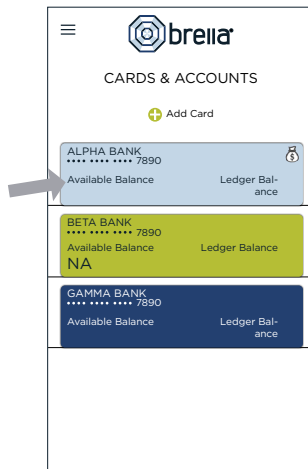 brella
CARDS & ACCOUNTS
Add Card
ALPHA BANK
•••• •••• •••• 7890
Available Balance Ledger Bal-
ance
BETA BANK
•••• •••• •••• 7890
Available Balance Ledger Balance
NA
GAMMA BANK
•••• •••• •••• 7890
Available Balance Ledger Bal-
ance